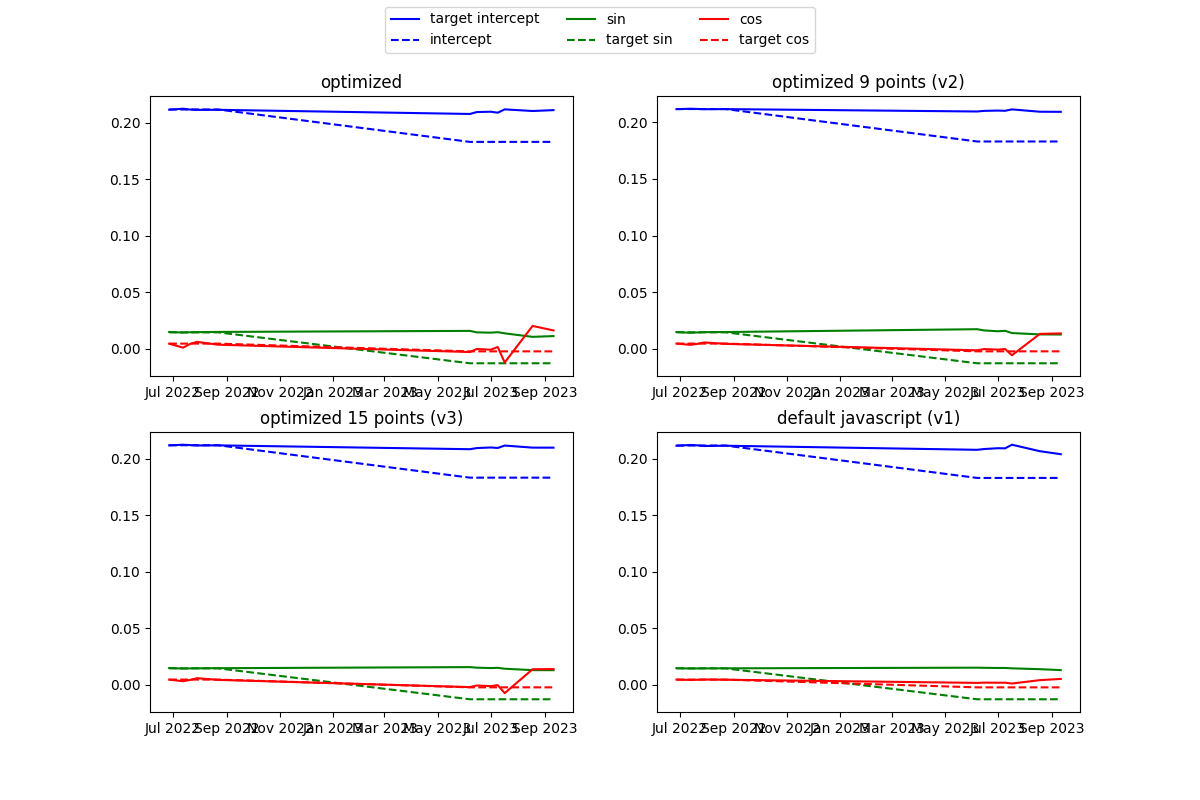 target intercept sin cos
intercept target sin target cos
optimized optimized 9 points (v2)
0.20 0.20
0.15 0.15
0.10 0.10
0.05 0.05
0.00 0.00
Jul 2022 Sep 2022 Nov 2022 Jan 2023 Mar 2023 May 2023 Jul 2023 Sep 2023 Jul 2022 Sep 2022 Nov 2022 Jan 2023 Mar 2023 May 2023 Jul 2023 Sep 2023
optimized 15 points (v3) default javascript (v1)
0.20 0.20
0.15 0.15
0.10 0.10
0.05 0.05
0.00 0.00
Jul 2022 Sep 2022 Nov 2022 Jan 2023 Mar 2023 May 2023 Jul 2023 Sep 2023 Jul 2022 Sep 2022 Nov 2022 Jan 2023 Mar 2023 May 2023 Jul 2023 Sep 2023